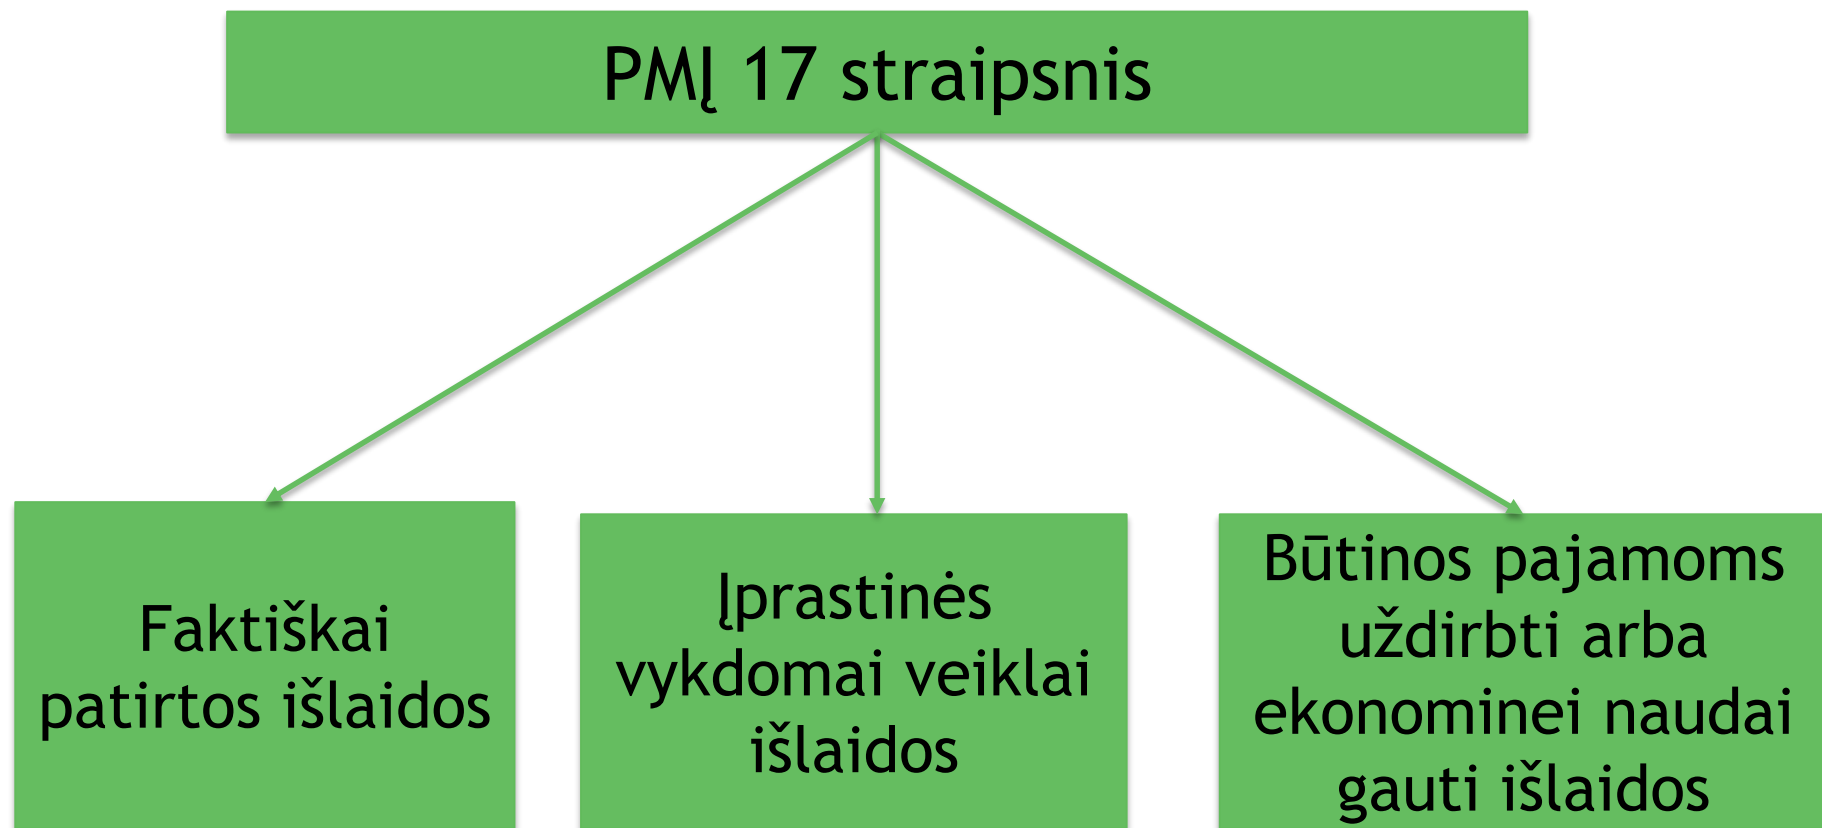 PMĮ 17 straipsnis
Faktiškai
patirtos išlaidos
Įprastinės
vykdomai veiklai
išlaidos
Būtinos pajamoms
uždirbti arba
ekonominei naudai
gauti išlaidos